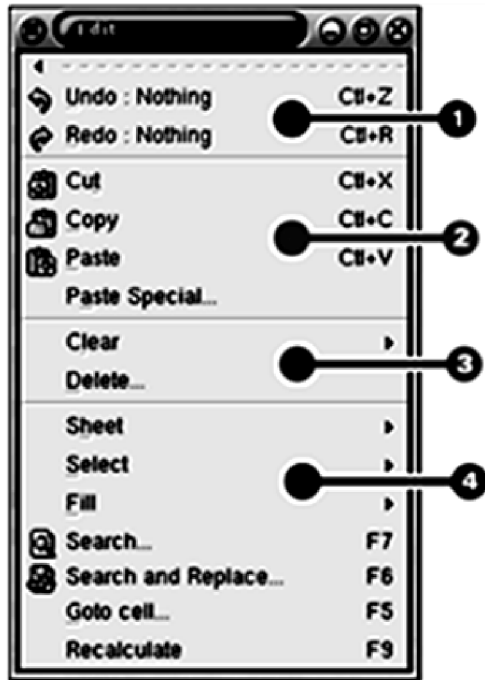 Edit
Undo : Nothing Ctl+Z
Redo : Nothing Ctl+R
1
Cut Ctl+X
Copy Ctl+C
2
Paste Ctl+V
Paste Special...
Clear
3
Delete...
Sheet
Select
4
Fill
Search... F7
Search and Replace... F6
Goto cell... F5
Recalculate F9